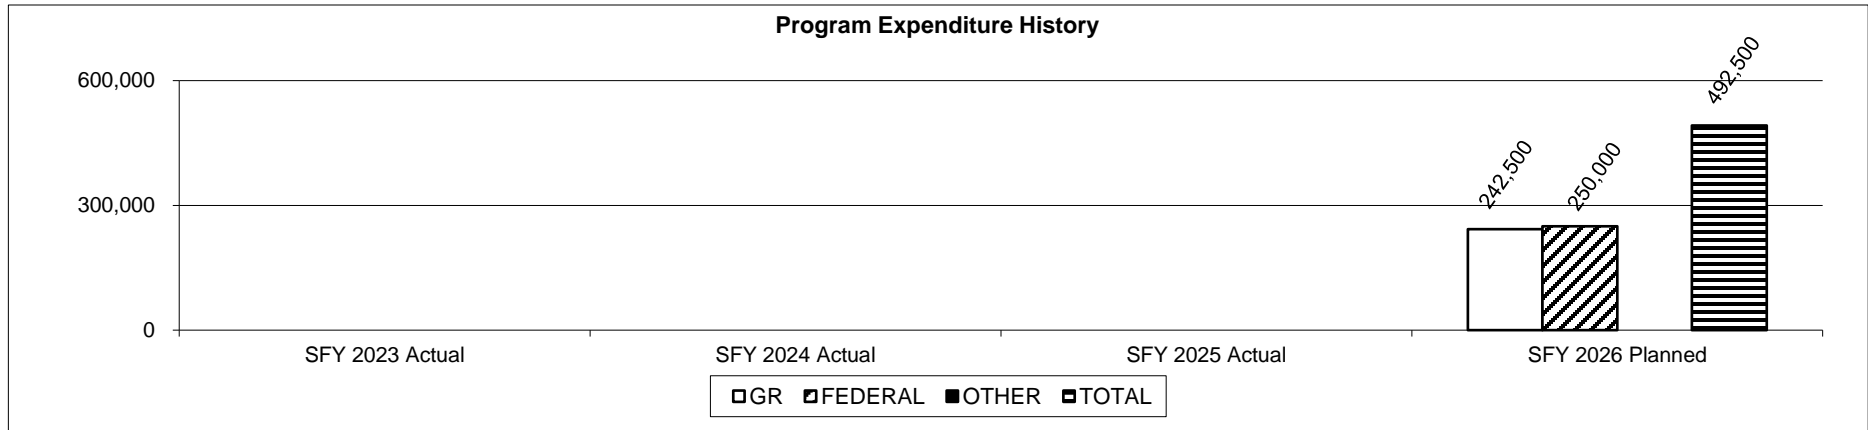 Program Expenditure History
600,000
300,000
0
242,500
250,000
492,500
SFY 2023 Actual
SFY 2024 Actual
SFY 2025 Actual
SFY 2026 Planned
GR FEDERAL OTHER TOTAL